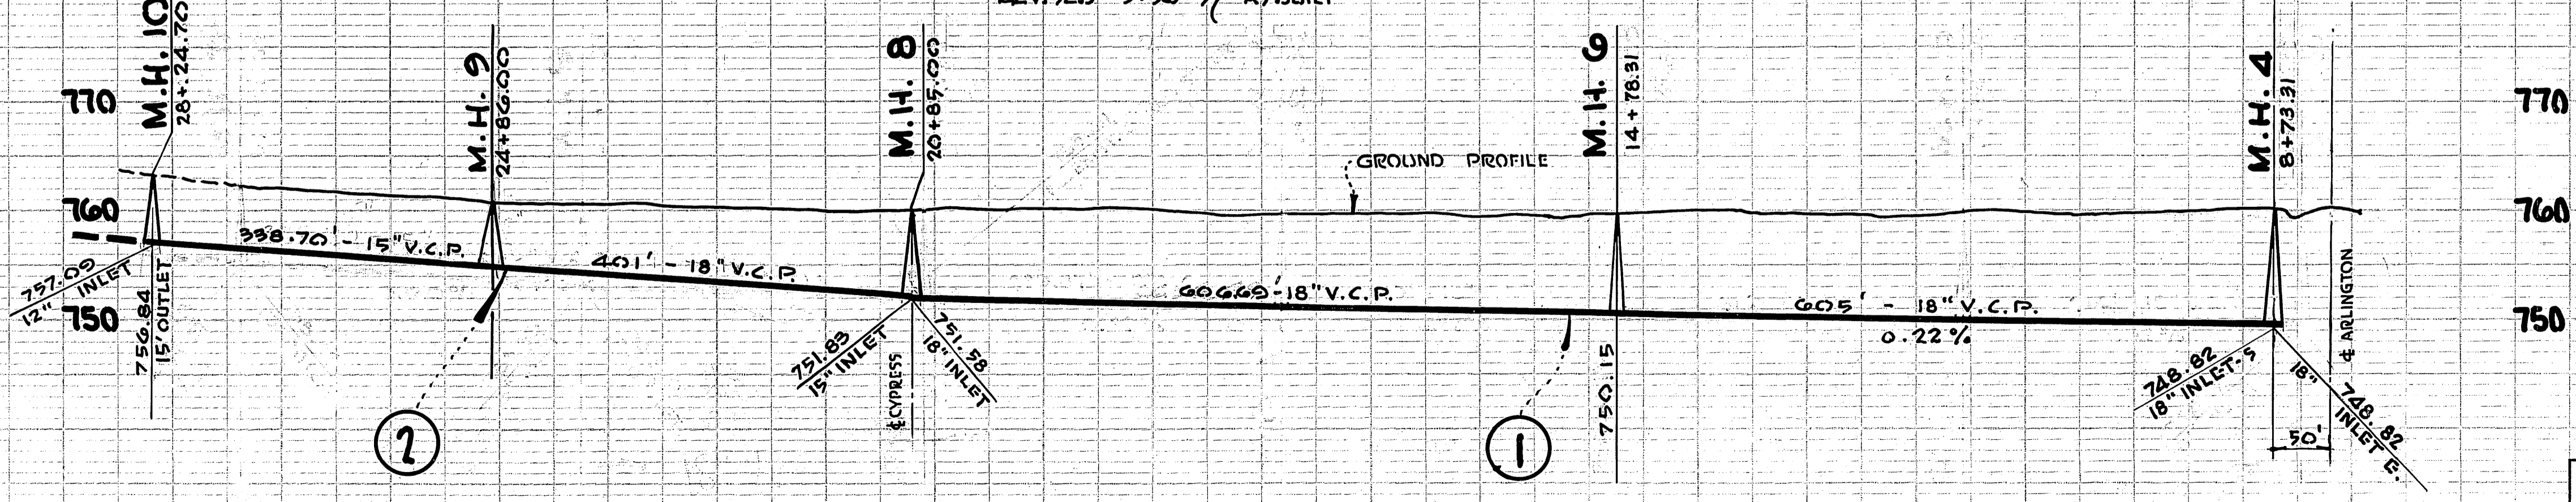 M.H. 10
28+24.70
M.H. 9
24+86.00
M.H. 8
20+85.00
M.H. 9
14+78.31
M.H. 4
8+73.31
770
770
GROUND PROFILE
760
760
338.70' - 15" V.C.P.
401' - 18" V.C.P.
606.69' - 18" V.C.P.
605' - 18" V.C.P.
0.22%
750
750
757.09
12" INLET
756.84
15' OUTLET
751.83
15" INLET
℄ CYPRESS
751.58
18" INLET
750.15
748.82
18" INLET-S
18" 748.82
INLET E.
50'
℄ ARLINGTON
2
1